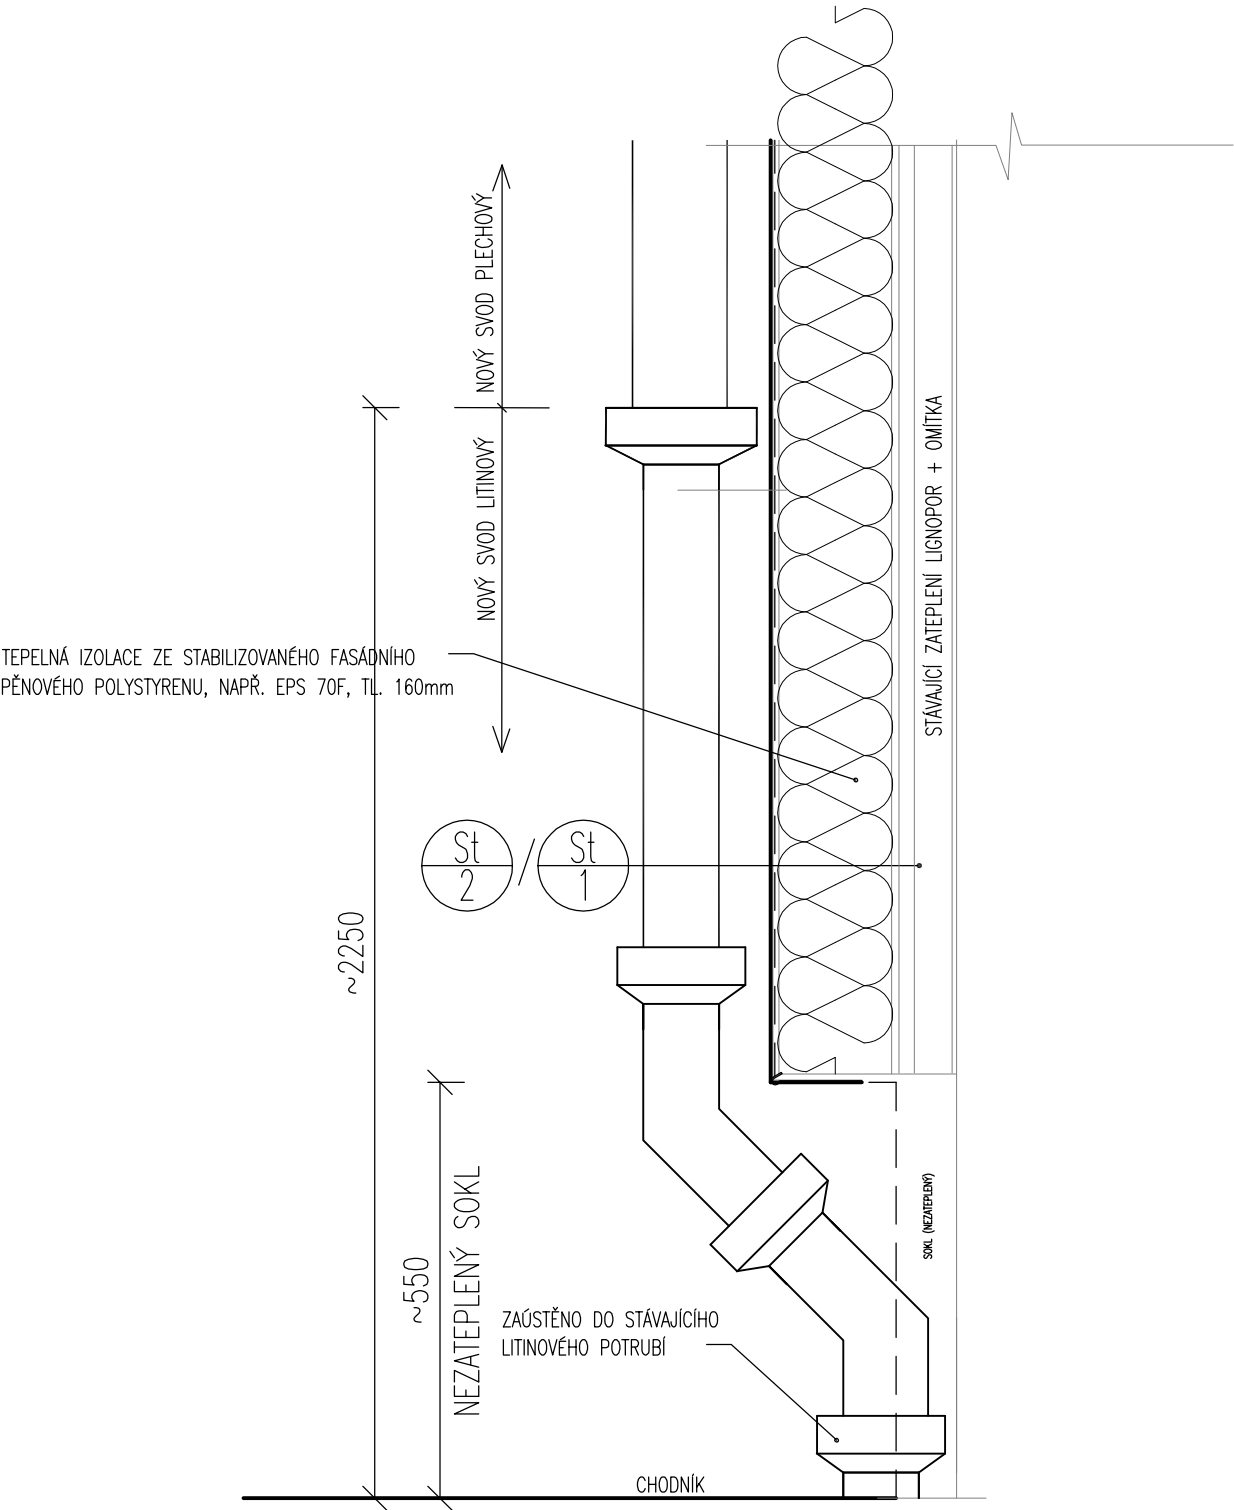 NOVÝ SVOD PLECHOVÝ
NOVÝ SVOD LITINOVÝ
STÁVAJÍCÍ ZATEPLENÍ LIGNOPOR + OMÍTKA
TEPELNÁ IZOLACE ZE STABILIZOVANÉHO FASÁDNÍHO
PĚNOVÉHO POLYSTYRENU, NAPŘ. EPS 70F, TL. 160mm
St
2
/
St
1
~2250
~550
NEZATEPLENÝ SOKL
SOKL (NEZATEPLENÝ)
ZAÚSTĚNO DO STÁVAJÍCÍHO
LITINOVÉHO POTRUBÍ
CHODNÍK